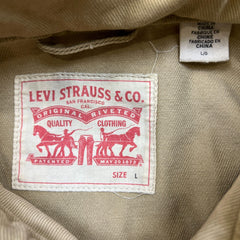 LEVI STRAUSS & CO.
SAN FRANCISCO
CAL.
ORIGINAL RIVETED
QUALITY CLOTHING
PATENTED MAY 20 1873
SIZE L
MADE IN
CHINA
FABRIQUÉ EN
CHINE
FABRICADO EN
CHINA
L/G